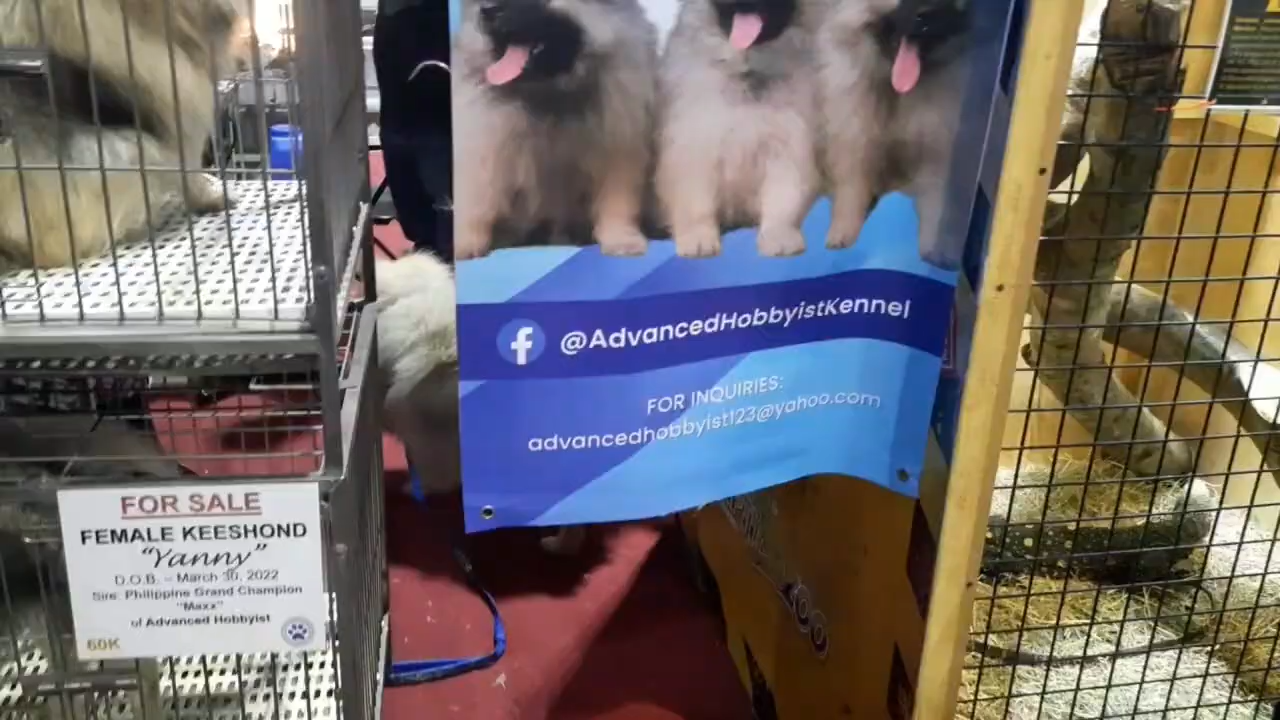 FOR SALE
FEMALE KEESHOND
"Yanny"
D.O.B. – March 30, 2022
Sire: Philippine Grand Champion
"Maxx"
of Advanced Hobbyist
60K
@AdvancedHobbyistKennel
FOR INQUIRIES:
advancedhobbyist123@yahoo.com